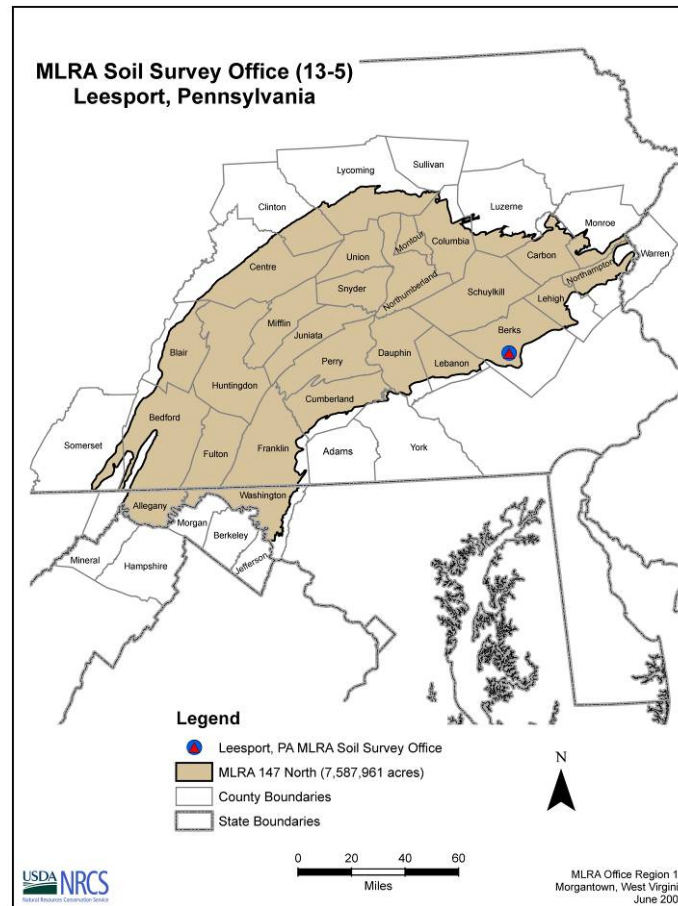 MLRA Soil Survey Office (13-5)
Leesport, Pennsylvania
Sullivan
Lycoming
Clinton
Luzerne
Monroe
Montour
Columbia
Warren
Centre
Union
Carbon
Northampton
Snyder
Northumberland
Schuylkill
Lehigh
Mifflin
Juniata
Berks
Blair
Perry
Dauphin
Lebanon
Huntingdon
Cumberland
Bedford
Somerset
Fulton
Franklin
Adams
York
Washington
Allegany
Morgan
Berkeley
Jefferson
Mineral
Hampshire
Legend
Leesport, PA MLRA Soil Survey Office
MLRA 147 North (7,587,961 acres)
County Boundaries
State Boundaries
N
0 20 40 60
Miles
USDA NRCS
Natural Resources Conservation Service
MLRA Office Region 1
Morgantown, West Virgini
June 200